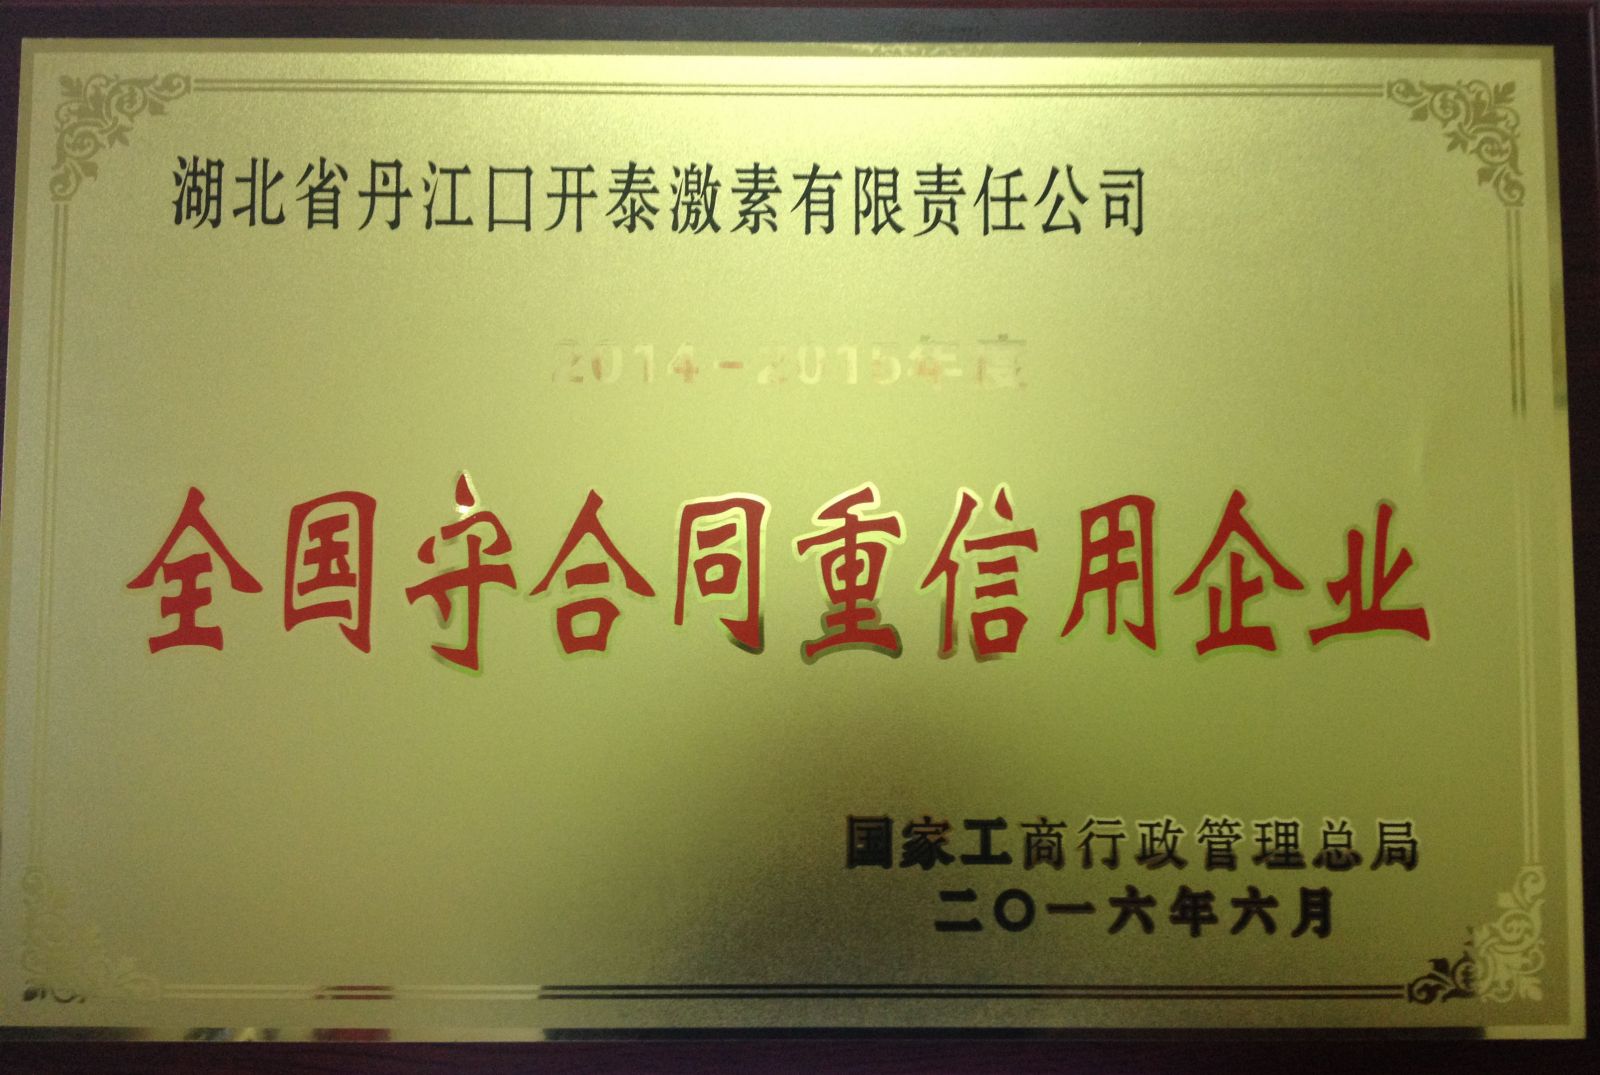 湖北省丹江口开泰激素有限责任公司
2014-2015年度
全国守合同重信用企业
国家工商行政管理总局
二〇一六年六月